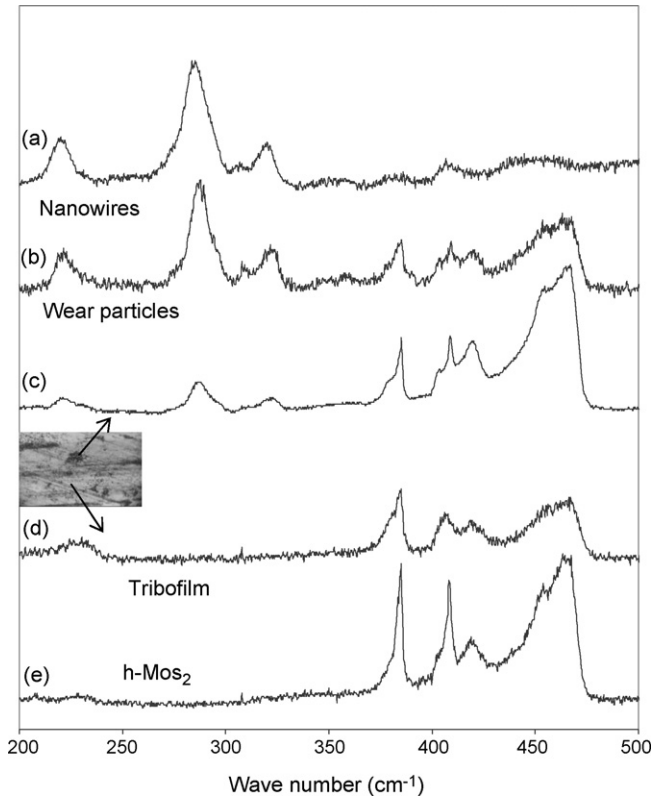 (a)
Nanowires
(b)
Wear particles
(c)
(d)
Tribofilm
h-Mos₂
(e)
200 250 300 350 400 450 500
Wave number (cm⁻¹)